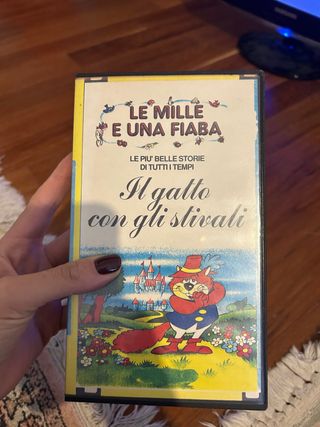 LE MILLE
E UNA FIABA
LE PIU' BELLE STORIE
DI TUTTI I TEMPI
Il gatto
con gli stivali